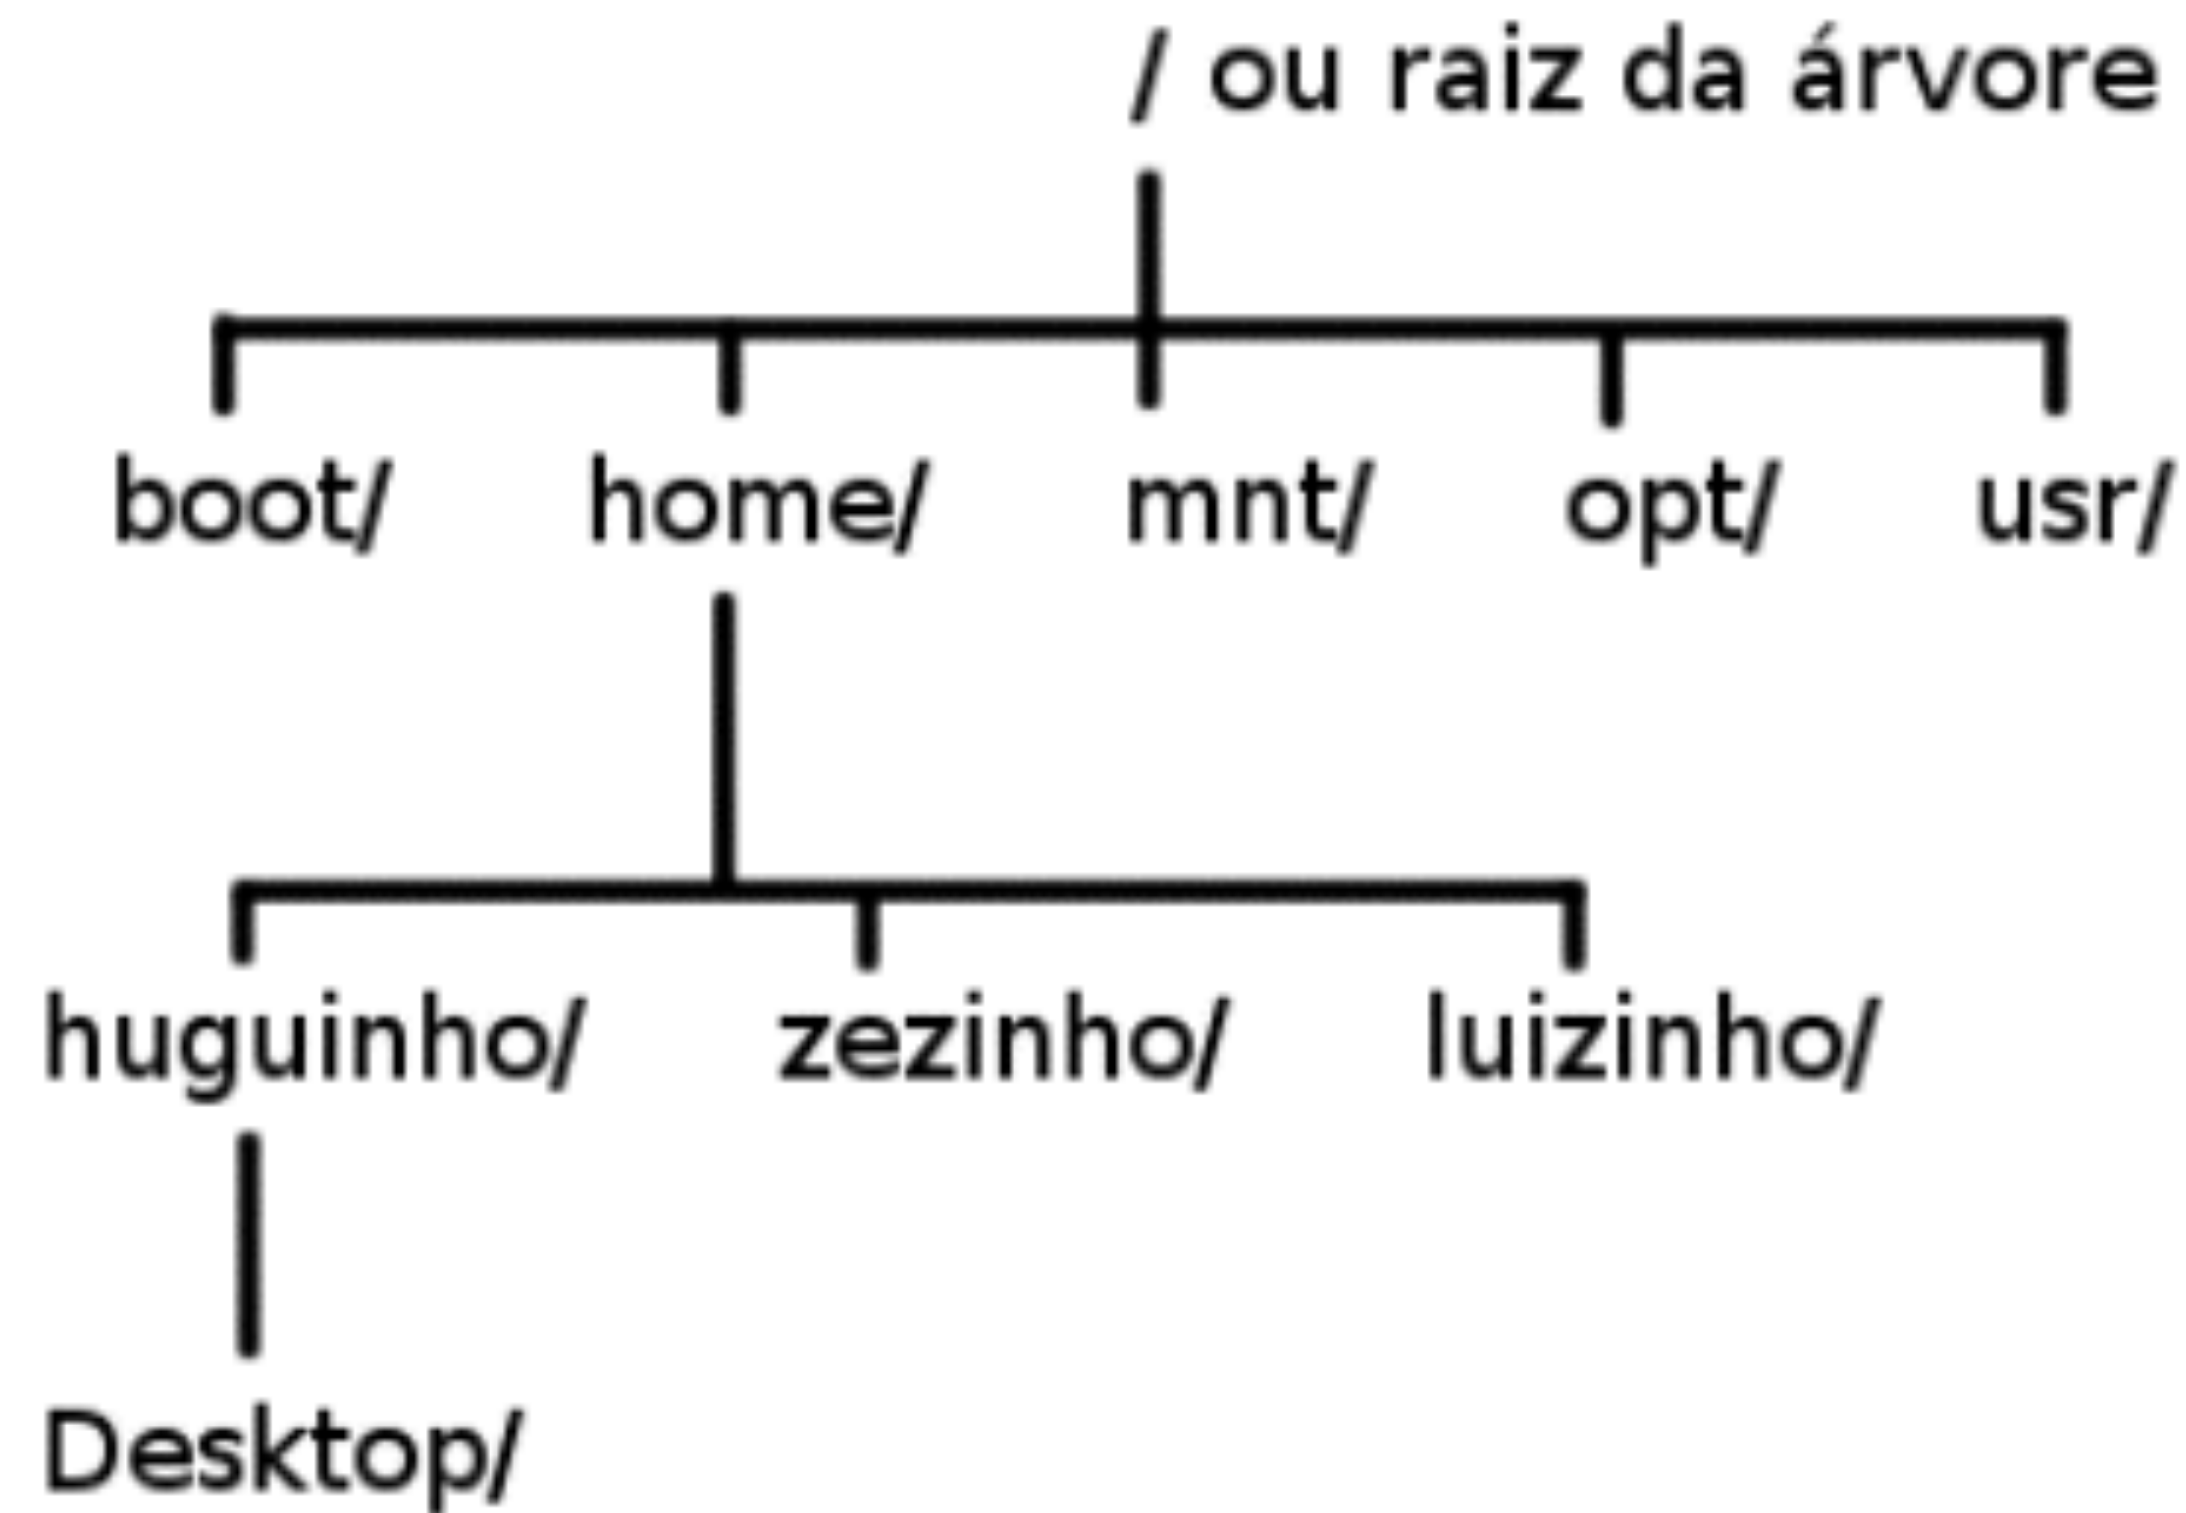 / ou raiz da árvore
boot/ home/ mnt/ opt/ usr/
huguinho/ zezinho/ luizinho/
Desktop/